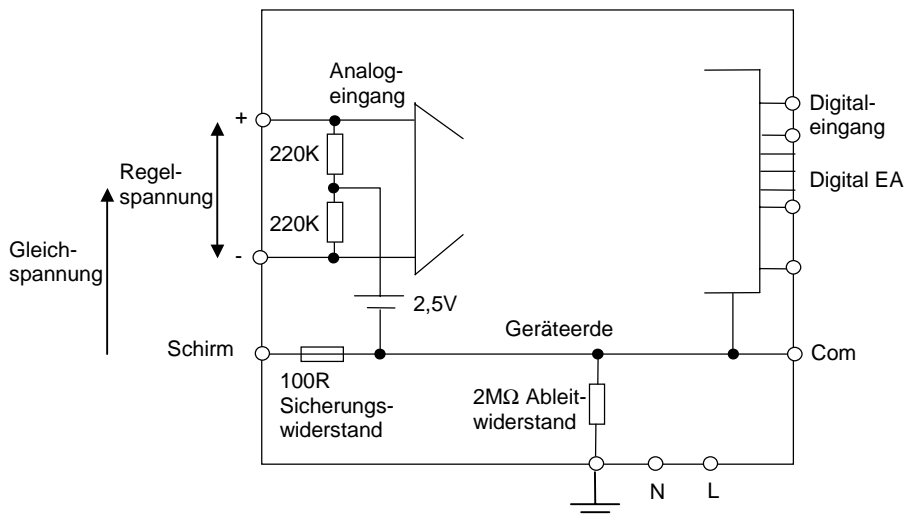 Analog-
eingang
+
220K
Regel-
spannung
220K
Gleich-
spannung
-
2,5V
Schirm
100R
Sicherungs-
widerstand
Geräteerde
2MΩ Ableit-
widerstand
Digital-
eingang
Digital EA
Com
N
L